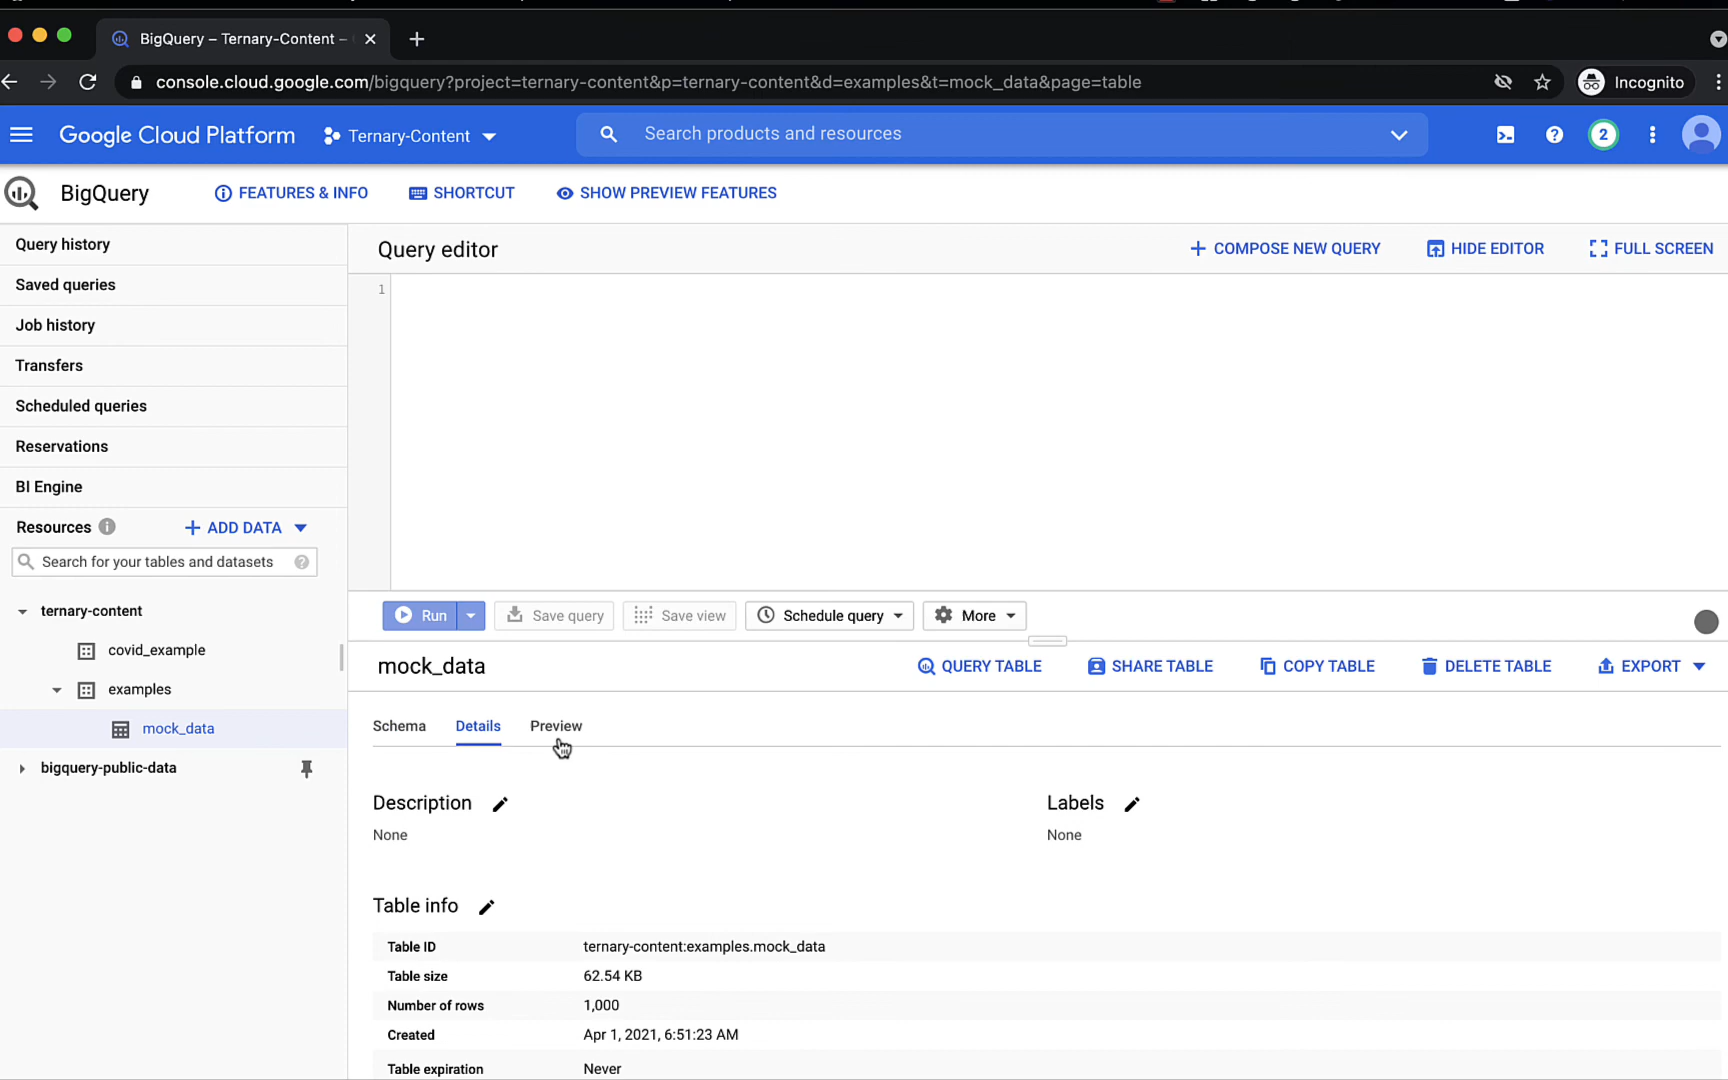 BigQuery – Ternary-Content –
console.cloud.google.com/bigquery?project=ternary-content&p=ternary-content&d=examples&t=mock_data&page=table
Incognito
Google Cloud Platform
Ternary-Content
Search products and resources
2
BigQuery
FEATURES & INFO
SHORTCUT
SHOW PREVIEW FEATURES
Query history
Saved queries
Job history
Transfers
Scheduled queries
Reservations
BI Engine
Resources
ADD DATA
Search for your tables and datasets
ternary-content
covid_example
examples
mock_data
bigquery-public-data
Query editor
COMPOSE NEW QUERY
HIDE EDITOR
FULL SCREEN
1
Run
Save query
Save view
Schedule query
More
mock_data
QUERY TABLE
SHARE TABLE
COPY TABLE
DELETE TABLE
EXPORT
Schema
Details
Preview
Description
None
Labels
None
Table info
Table ID ternary-content:examples.mock_data
Table size 62.54 KB
Number of rows 1,000
Created Apr 1, 2021, 6:51:23 AM
Table expiration Never